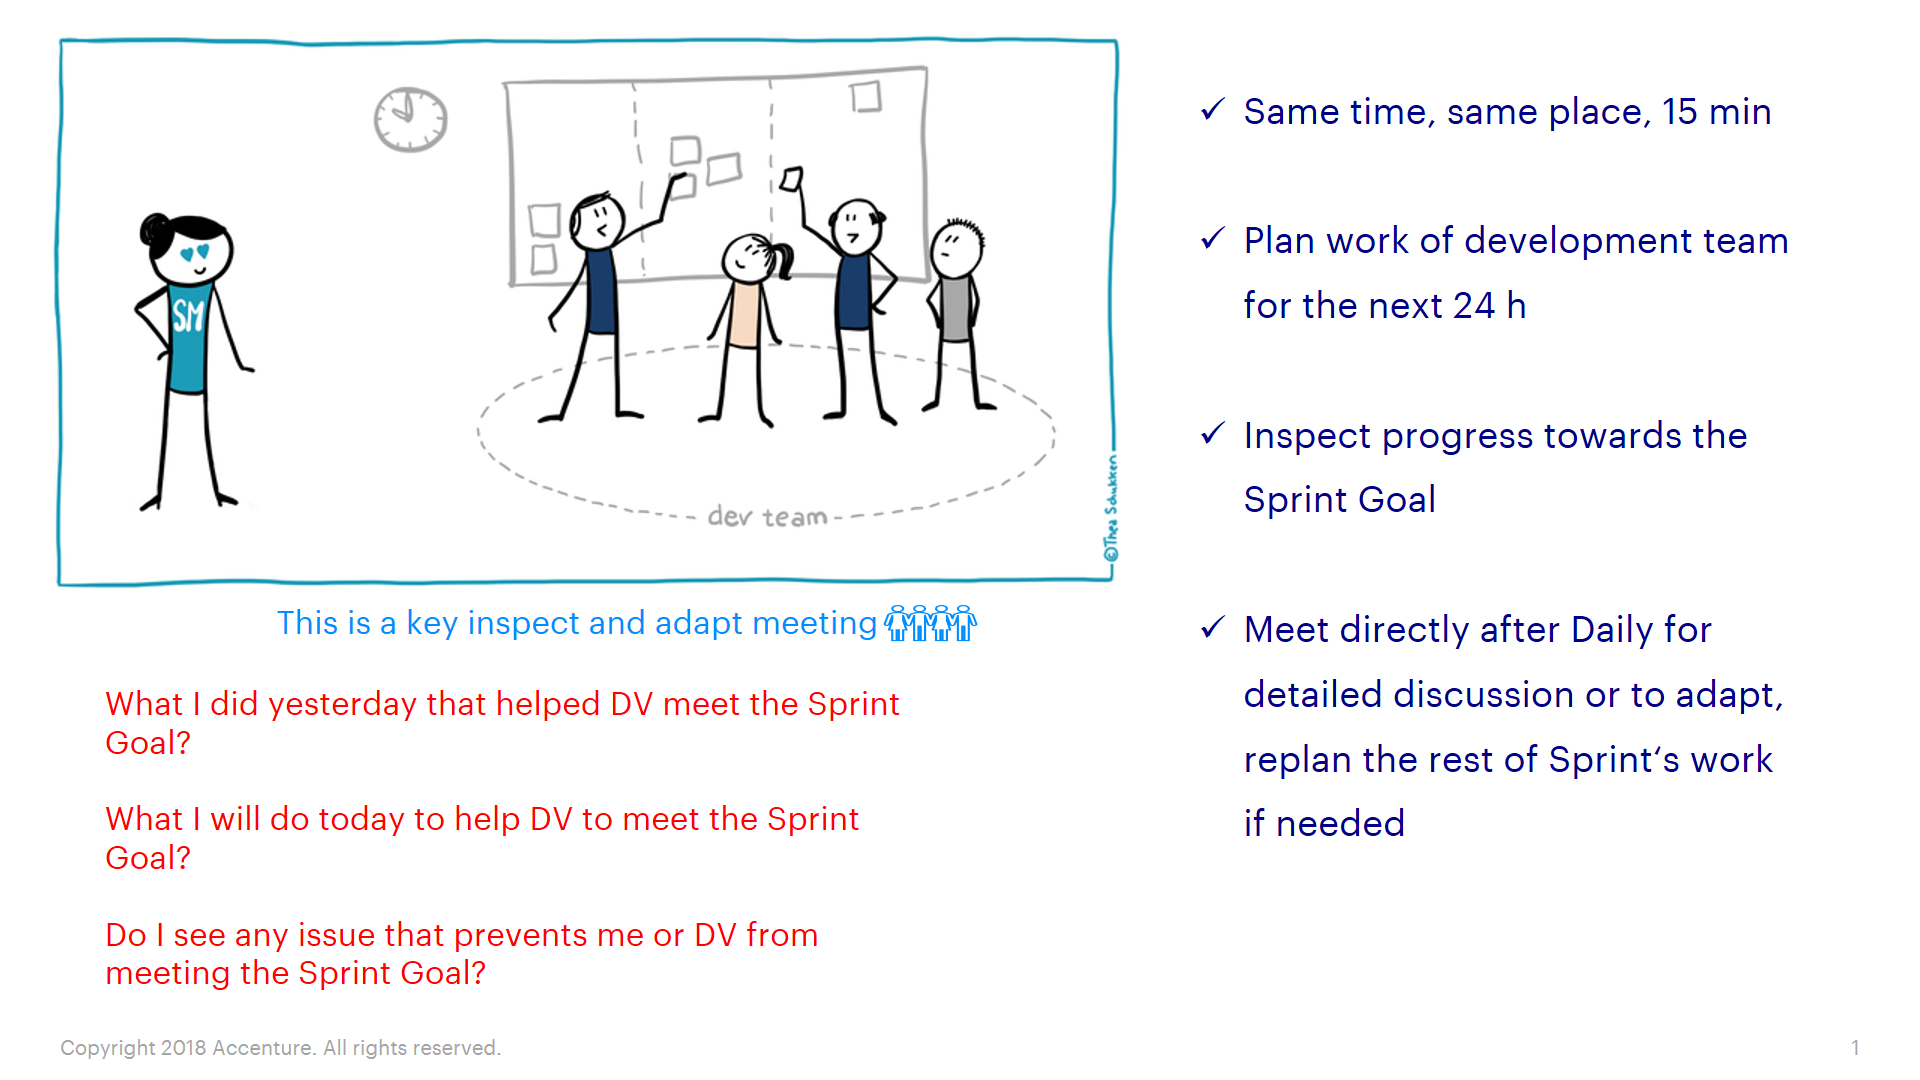 SM
dev team
©Thea Schukken
This is a key inspect and adapt meeting
What I did yesterday that helped DV meet the Sprint
Goal?
What I will do today to help DV to meet the Sprint
Goal?
Do I see any issue that prevents me or DV from
meeting the Sprint Goal?
✓ Same time, same place, 15 min
✓ Plan work of development team
for the next 24 h
✓ Inspect progress towards the
Sprint Goal
✓ Meet directly after Daily for
detailed discussion or to adapt,
replan the rest of Sprint‘s work
if needed
Copyright 2018 Accenture. All rights reserved.
1